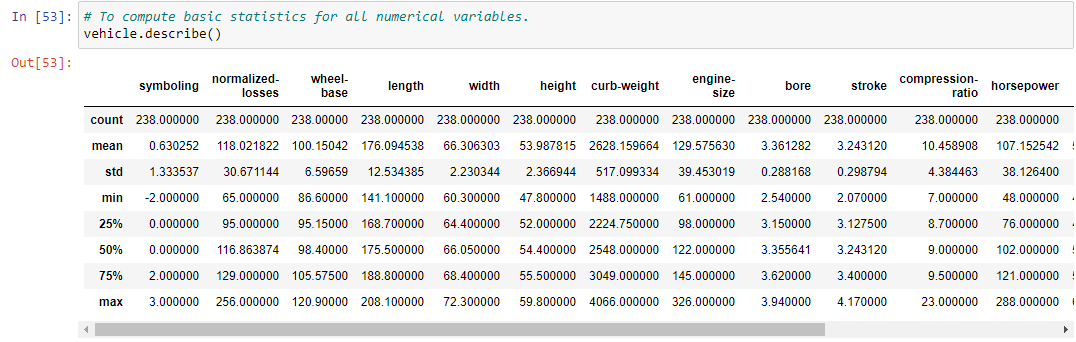 In [53]: # To compute basic statistics for all numerical variables.
vehicle.describe()
Out[53]:
symboling normalized-losses wheel-base length width height curb-weight engine-size bore stroke compression-ratio horsepower
count 238.000000 238.000000 238.00000 238.000000 238.000000 238.000000 238.000000 238.000000 238.000000 238.000000 238.000000 238.000000
mean 0.630252 118.021822 100.15042 176.094538 66.306303 53.987815 2628.159664 129.575630 3.361282 3.243120 10.458908 107.152542
std 1.333537 30.671144 6.59659 12.534385 2.230344 2.366944 517.099334 39.453019 0.288168 0.298794 4.384463 38.126400
min -2.000000 65.000000 86.60000 141.100000 60.300000 47.800000 1488.000000 61.000000 2.540000 2.070000 7.000000 48.000000
25% 0.000000 95.000000 95.15000 168.700000 64.400000 52.000000 2224.750000 98.000000 3.150000 3.127500 8.700000 76.000000
50% 0.000000 116.863874 98.40000 175.500000 66.050000 54.400000 2548.000000 122.000000 3.355641 3.243120 9.000000 102.000000
75% 2.000000 129.000000 105.57500 188.800000 68.400000 55.500000 3049.000000 145.000000 3.620000 3.400000 9.500000 121.000000
max 3.000000 256.000000 120.90000 208.100000 72.300000 59.800000 4066.000000 326.000000 3.940000 4.170000 23.000000 288.000000